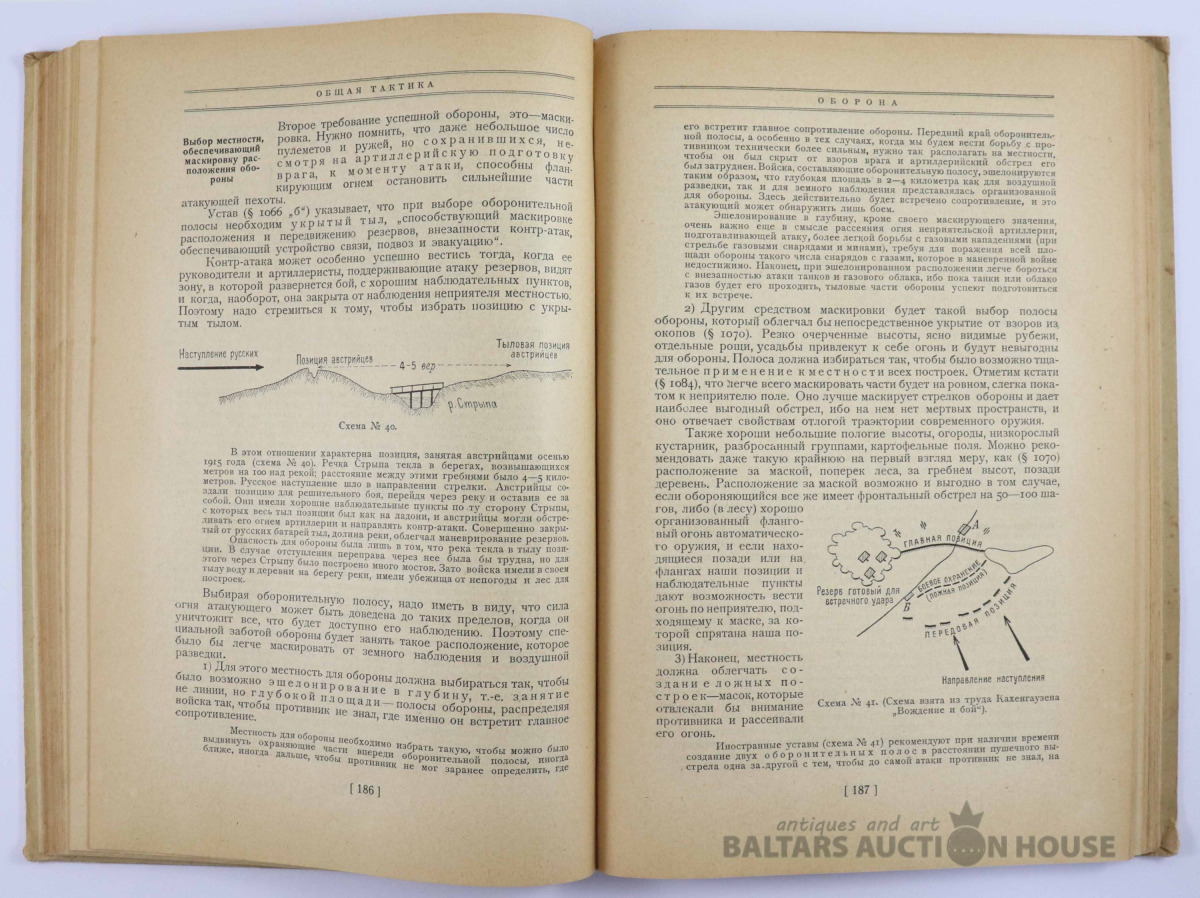 ОБЩАЯ ТАКТИКА
Выбор местности,
обеспечивающий
маскировку рас-
положения обо-
роны
Второе требование успешной обороны, это—маски-
ровка. Нужно помнить, что даже небольшое число
пулеметов и ружей, но сохранившихся, не-
смотря на артиллерийскую подготовку
врага, к моменту атаки, способны флан-
кирующим огнем остановить сильнейшие части
атакующей пехоты.
Устав (§ 1066 „б“) указывает, что при выборе оборонительной
полосы необходим укрытый тыл, „способствующий маскировке
расположения и передвижению резервов, внезапности контр-атак,
обеспечивающий устройство связи, подвоз и эвакуацию“.
Контр-атака может особенно успешно вестись тогда, когда ее
руководители и артиллеристы, поддерживающие атаку резервов, видят
зону, в которой развернется бой, с хорошим наблюдательных пунктов,
и когда, наоборот, она закрыта от наблюдения неприятеля местностью.
Поэтому надо стремиться к тому, чтобы избрать позицию с укры-
тым тылом.
Наступление русских
Позиция австрийцев
4-5 вер.
Тыловая позиция
австрийцев
р. Стрыпа
Схема № 40.
В этом отношении характерна позиция, занятая австрийцами осенью
1915 года (схема № 40). Речка Стрыпа текла в берегах, возвышающихся
метров на 100 над рекой; расстояние между этими гребнями было 4—5 кило-
метров. Русское наступление шло в направлении стрелки. Австрийцы со-
здали позицию для решительного боя, перейдя через реку и оставив ее за
собой. Они имели хорошие наблюдательные пункты по ту сторону Стрыпы,
с которых весь тыл позиции был как на ладони, и австрийцы могли обстре-
ливать его огнем артиллерии и направлять контр-атаки. Совершенно закры-
тый от русских батарей тыл, долина реки, облегчал маневрирование резервов.
Опасность для обороны была лишь в том, что река текла в тылу пози-
ции. В случае отступления переправа через нее была бы трудна, но для
этого через Стрыпу было построено много мостов. Зато войска имели в своем
тылу воду и деревни на берегу реки, имели убежища от непогоды и лес для
построек.
Выбирая оборонительную полосу, надо иметь в виду, что сила
огня атакующего может быть доведена до таких пределов, когда он
уничтожит все, что будет доступно его наблюдению. Поэтому спе-
циальной заботой обороны будет занять такое расположение, которое
было бы легче маскировать от земного наблюдения и воздушной
разведки.
1) Для этого местность для обороны должна выбираться так, чтобы
было возможно эшелонирование в глубину, т.-е. занятие
не линии, но глубокой площади—полосы обороны, распределяя
войска так, чтобы противник не знал, где именно он встретит главное
сопротивление.
Местность для обороны необходимо избрать такую, чтобы можно было
выдвинуть охраняющие части впереди оборонительной полосы, иногда
ближе, иногда дальше, чтобы противник не мог заранее определить, где
[ 186 ]
ОБОРОНА
его встретит главное сопротивление обороны. Передний край оборонитель-
ной полосы, а особенно в тех случаях, когда мы будем вести борьбу с про-
тивником технически более сильным, нужно так располагать на местности,
чтобы он был скрыт от взоров врага и артиллерийский обстрел его
был затруднен. Войска, составляющие оборонительную полосу, эшелонируются
таким образом, что глубокая площадь в 2—4 километра как для воздушной
разведки, так и для земного наблюдения представлялась организованной
для обороны. Здесь действительно будет встречено сопротивление, и это
атакующий может обнаружить лишь боем.
Эшелонирование в глубину, кроме своего маскирующего значения,
очень важно еще в смысле рассеяния огня неприятельской артиллерии,
подготовляющей атаку, более легкой борьбы с газовыми нападениями (при
стрельбе газовыми снарядами и минами), требуя для поражения всей пло-
щади обороны такого числа снарядов с газами, которое в маневренной войне
недостижимо. Наконец, при эшелонированном расположении легче бороться
с внезапностью атаки танков и газового облака, ибо пока танки или облако
газов будет его проходить, тыловые части обороны успеют подготовиться
к их встрече.
2) Другим средством маскировки будет такой выбор полосы
обороны, который облегчал бы непосредственное укрытие от взоров из
окопов (§ 1070). Резко очерченные высоты, ясно видимые рубежи,
отдельные рощи, усадьбы привлекут к себе огонь и будут невыгодны
для обороны. Полоса должна избираться так, чтобы было возможно тща-
тельное применение к местности всех построек. Отметим кстати
(§ 1084), что легче всего маскировать части будет на ровном, слегка пока-
том к неприятелю поле. Оно лучше маскирует стрелков обороны и дает
наиболее выгодный обстрел, ибо на нем нет мертвых пространств, и
оно отвечает свойствам отлогой траэктории современного оружия.
Также хороши небольшие пологие высоты, огороды, низкорослый
кустарник, разбросанный группами, картофельные поля. Можно реко-
мендовать даже такую крайнюю на первый взгляд меру, как (§ 1070)
расположение за маской, поперек леса, за гребнем высот, позади
деревень. Расположение за маской возможно и выгодно в том случае,
если обороняющийся все же имеет фронтальный обстрел на 50—100 ша-
гов, либо (в лесу) хорошо
организованный фланго-
вый огонь автоматическо-
го оружия, и если нахо-
дящиеся позади или на
флангах наши позиции и
наблюдательные пункты
дают возможность вести
огонь по неприятелю, под-
ходящему к маске, за ко-
торой спрятана наша по-
зиция.
3) Наконец, местность
должна облегчать со-
здание ложных по-
строек—масок, которые
отвлекали бы внимание
противника и рассеивали
его огонь.
А
ГЛАВНАЯ ПОЗИЦИЯ
Резерв готовый для
встречного удара
БОЕВОЕ ОХРАНЕНИЕ
(ЛОЖНАЯ ПОЗИЦИЯ)
Б
ПЕРЕДОВАЯ ПОЗИЦИЯ
Направление наступления
Схема № 41. (Схема взята из труда Кахенгаузена
„Вождение и бой“).
Иностранные уставы (схема № 41) рекомендуют при наличии времени
создание двух оборонительных полос в расстоянии пушечного вы-
стрела одна за другой с тем, чтобы до самой атаки противник не знал, на
[ 187 ]
antiques and art
BALTARS AUCTION HOUSE